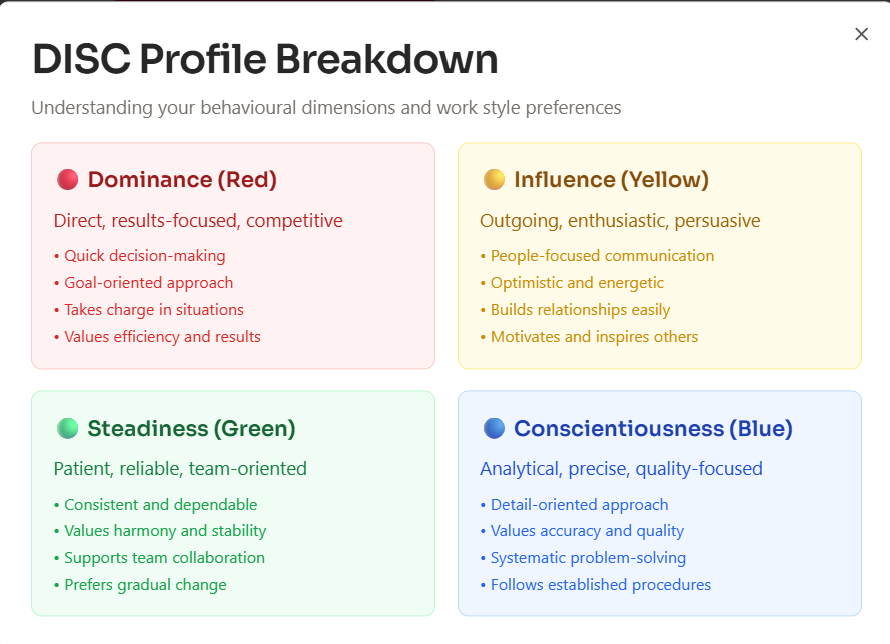 DISC Profile Breakdown
Understanding your behavioural dimensions and work style preferences
Dominance (Red)
Direct, results-focused, competitive
• Quick decision-making
• Goal-oriented approach
• Takes charge in situations
• Values efficiency and results
Influence (Yellow)
Outgoing, enthusiastic, persuasive
• People-focused communication
• Optimistic and energetic
• Builds relationships easily
• Motivates and inspires others
Steadiness (Green)
Patient, reliable, team-oriented
• Consistent and dependable
• Values harmony and stability
• Supports team collaboration
• Prefers gradual change
Conscientiousness (Blue)
Analytical, precise, quality-focused
• Detail-oriented approach
• Values accuracy and quality
• Systematic problem-solving
• Follows established procedures